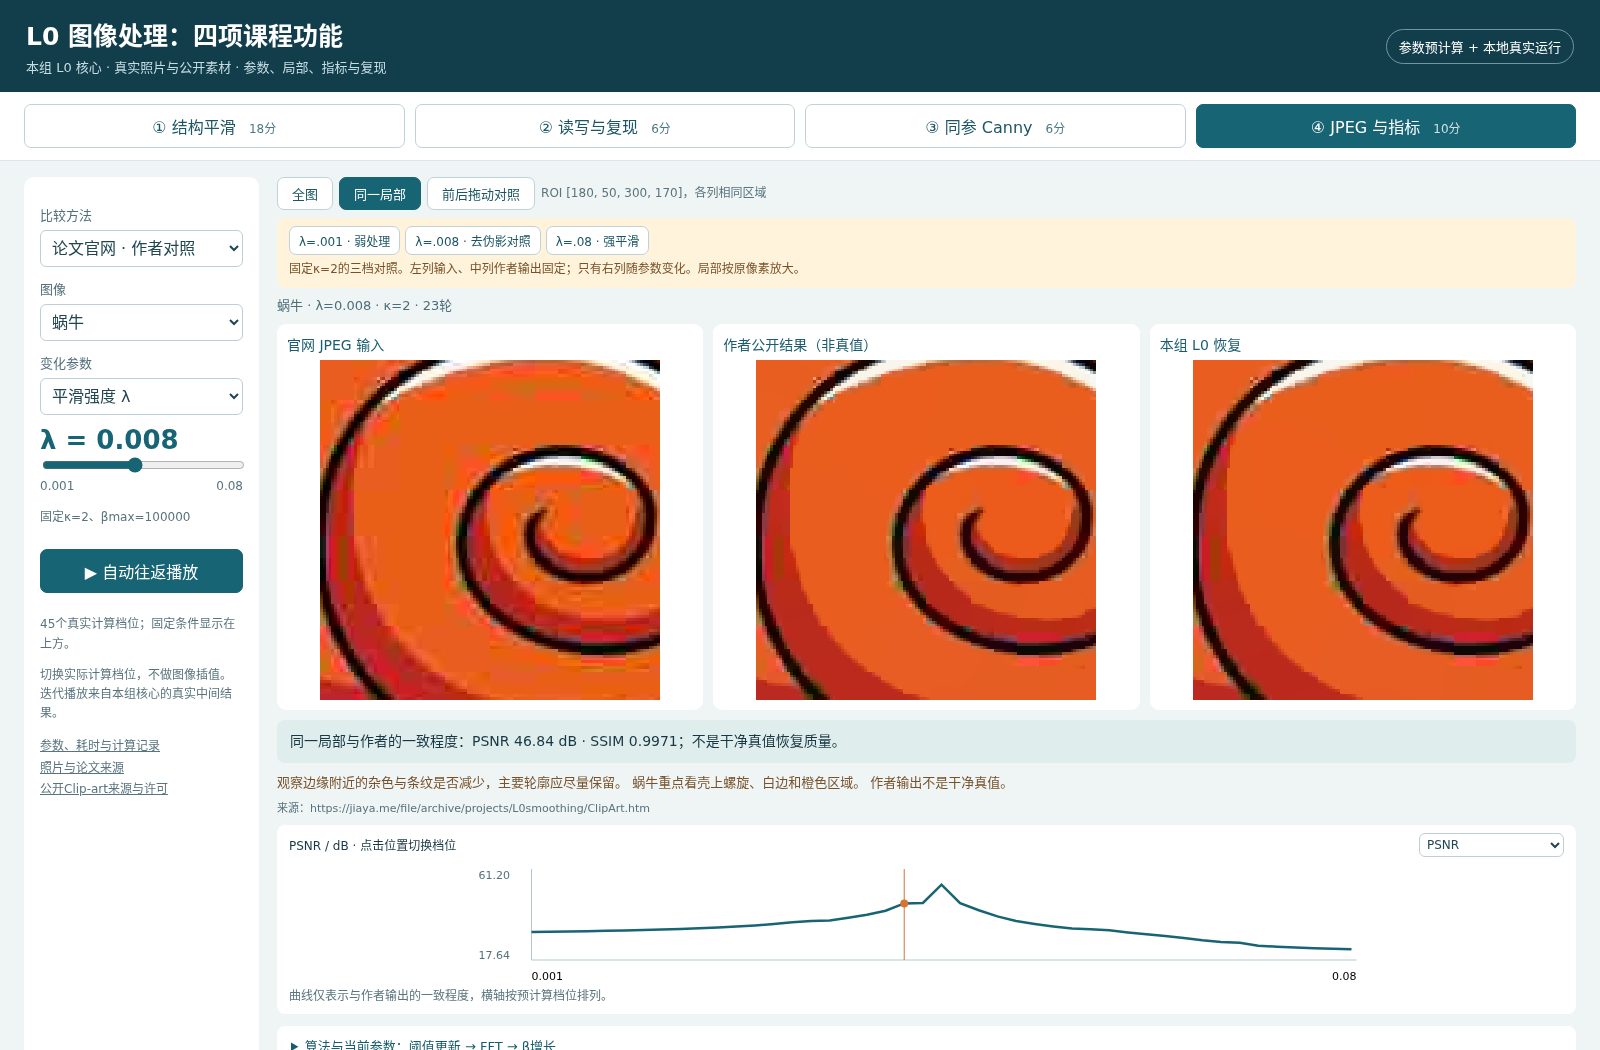 L0 图像处理：四项课程功能
本组 L0 核心 · 真实照片与公开素材 · 参数、局部、指标与复现
参数预计算 + 本地真实运行
① 结构平滑 18分
② 读写与复现 6分
③ 同参 Canny 6分
④ JPEG 与指标 10分
比较方法
论文官网 · 作者对照
图像
蜗牛
变化参数
平滑强度 λ
λ = 0.008
0.001 0.08
固定κ=2、βmax=100000
▶ 自动往返播放
45个真实计算档位；固定条件显示在
上方。
切换实际计算档位，不做图像插值。
迭代播放来自本组核心的真实中间结
果。
参数、耗时与计算记录
照片与论文来源
公开Clip-art来源与许可
全图 同一局部 前后拖动对照 ROI [180, 50, 300, 170]，各列相同区域
λ=.001 · 弱处理 λ=.008 · 去伪影对照 λ=.08 · 强平滑
固定κ=2的三档对照。左列输入、中列作者输出固定；只有右列随参数变化。局部按原像素放大。
蜗牛 · λ=0.008 · κ=2 · 23轮
官网 JPEG 输入
作者公开结果（非真值）
本组 L0 恢复
同一局部与作者的一致程度：PSNR 46.84 dB · SSIM 0.9971；不是干净真值恢复质量。
观察边缘附近的杂色与条纹是否减少，主要轮廓应尽量保留。 蜗牛重点看壳上螺旋、白边和橙色区域。 作者输出不是干净真值。
来源：https://jiaya.me/file/archive/projects/L0smoothing/ClipArt.htm
PSNR / dB · 点击位置切换档位
PSNR
61.20
17.64
0.001 0.08
曲线仅表示与作者输出的一致程度，横轴按预计算档位排列。
▶ 算法与当前参数：阈值更新 → FFT → β增长